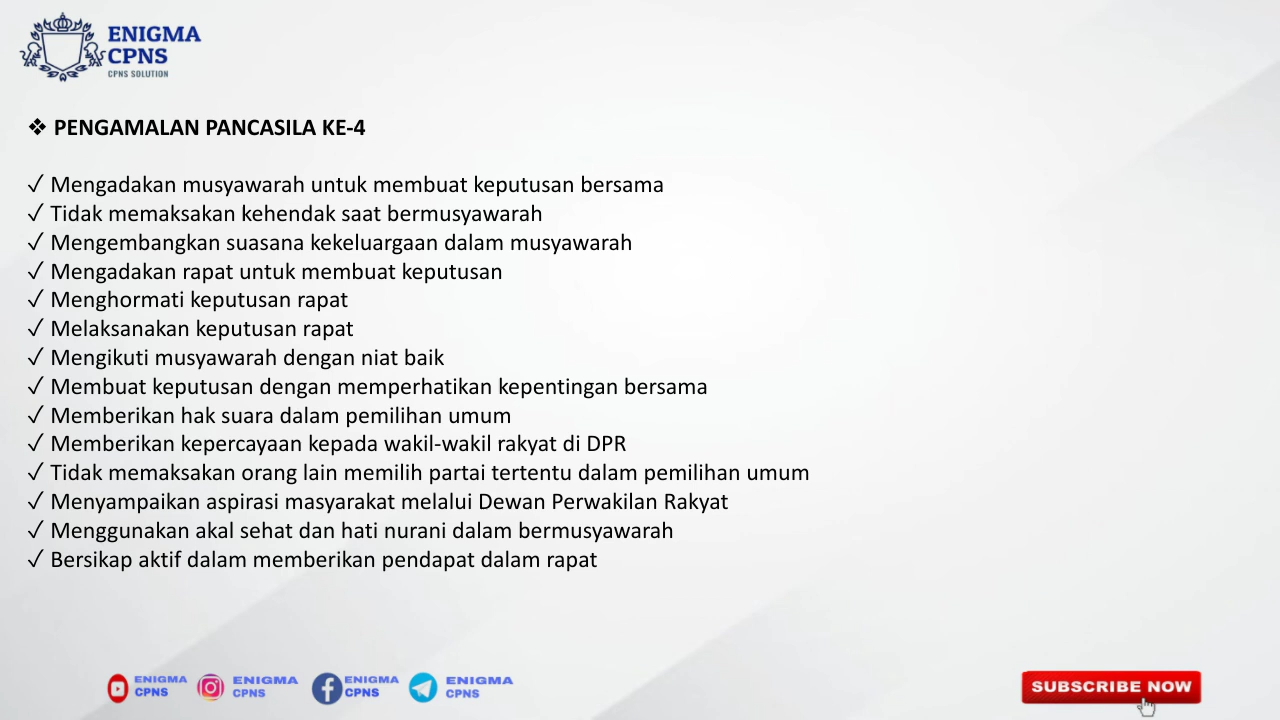 ENIGMA
CPNS
CPNS SOLUTION
❖ PENGAMALAN PANCASILA KE-4
✓ Mengadakan musyawarah untuk membuat keputusan bersama
✓ Tidak memaksakan kehendak saat bermusyawarah
✓ Mengembangkan suasana kekeluargaan dalam musyawarah
✓ Mengadakan rapat untuk membuat keputusan
✓ Menghormati keputusan rapat
✓ Melaksanakan keputusan rapat
✓ Mengikuti musyawarah dengan niat baik
✓ Membuat keputusan dengan memperhatikan kepentingan bersama
✓ Memberikan hak suara dalam pemilihan umum
✓ Memberikan kepercayaan kepada wakil-wakil rakyat di DPR
✓ Tidak memaksakan orang lain memilih partai tertentu dalam pemilihan umum
✓ Menyampaikan aspirasi masyarakat melalui Dewan Perwakilan Rakyat
✓ Menggunakan akal sehat dan hati nurani dalam bermusyawarah
✓ Bersikap aktif dalam memberikan pendapat dalam rapat
ENIGMA
CPNS
ENIGMA
CPNS
ENIGMA
CPNS
ENIGMA
CPNS
SUBSCRIBE NOW